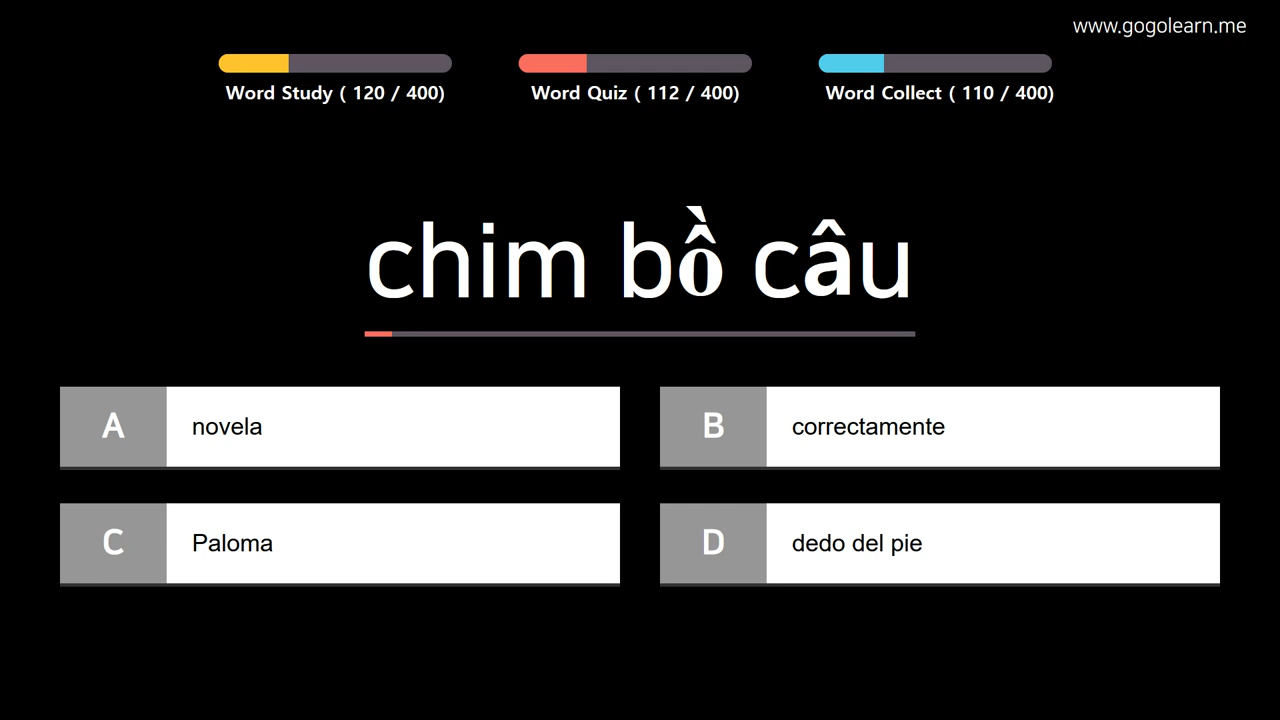 www.gogolearn.me
Word Study ( 120 / 400)
Word Quiz ( 112 / 400)
Word Collect ( 110 / 400)
chim bồ câu
A novela
B correctamente
C Paloma
D dedo del pie